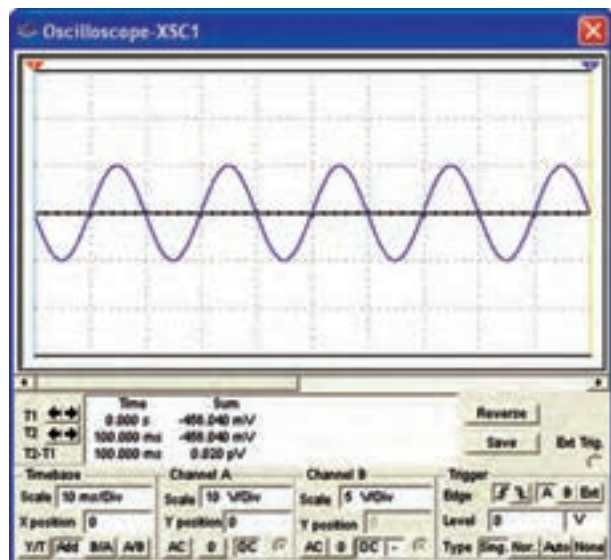 Oscilloscope-XSC1
Time Sum
T1 0.000 s -466.040 mV
T2 100.000 ms -466.040 mV
T2-T1 100.000 ms 0.020 pV
Reverse
Save
Ext Trig.
Timebase
Scale 10 ms/Div
X position 0
Y/T Add B/A A/B
Channel A
Scale 10 V/Div
Y position 0
AC 0 DC
Channel B
Scale 5 V/Div
Y position
AC 0 DC -
Trigger
Edge A B Ext
Level 0 V
Type Sing. Nor. Auto None